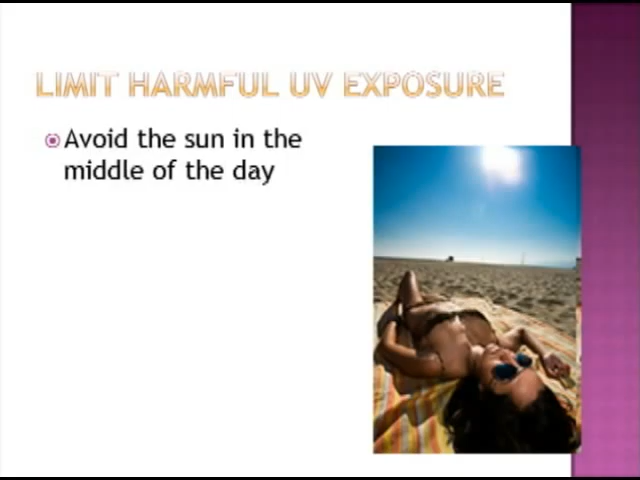 LIMIT HARMFUL UV EXPOSURE
Avoid the sun in the
middle of the day